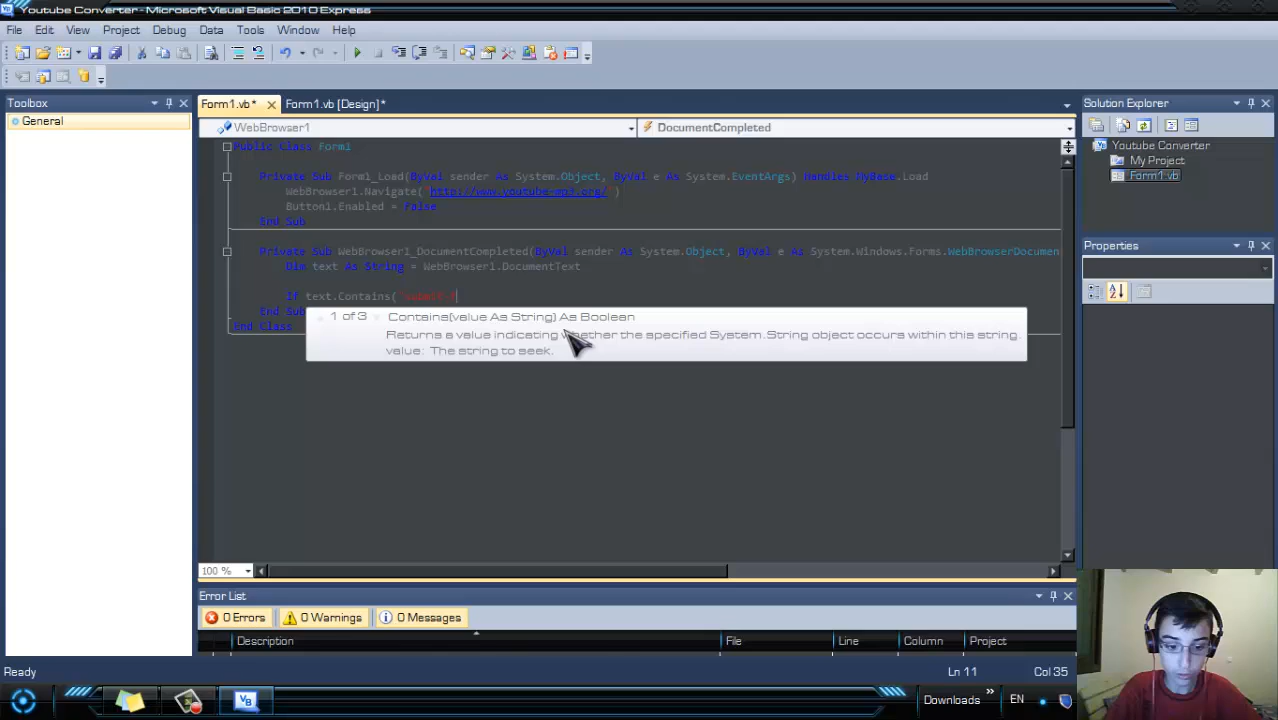 Youtube Converter - Microsoft Visual Basic 2010 Express
File Edit View Project Debug Data Tools Window Help
Toolbox
General
Form1.vb*
Form1.vb [Design]*
WebBrowser1
DocumentCompleted
Public Class Form1
Private Sub Form1_Load(ByVal sender As System.Object, ByVal e As System.EventArgs) Handles MyBase.Load
WebBrowser1.Navigate("http://www.youtube-mp3.org/")
Button1.Enabled = False
End Sub
Private Sub WebBrowser1_DocumentCompleted(ByVal sender As System.Object, ByVal e As System.Windows.Forms.WebBrowserDocumen
Dim text As String = WebBrowser1.DocumentText
If text.Contains("submit"
End Sub
End Class
1 of 3 Contains(value As String) As Boolean
Returns a value indicating whether the specified System.String object occurs within this string.
value: The string to seek.
100 %
Error List
0 Errors 0 Warnings 0 Messages
Description File Line Column Project
Solution Explorer
Youtube Converter
My Project
Form1.vb
Properties
Ready
Ln 11 Col 35
VB
Downloads
EN